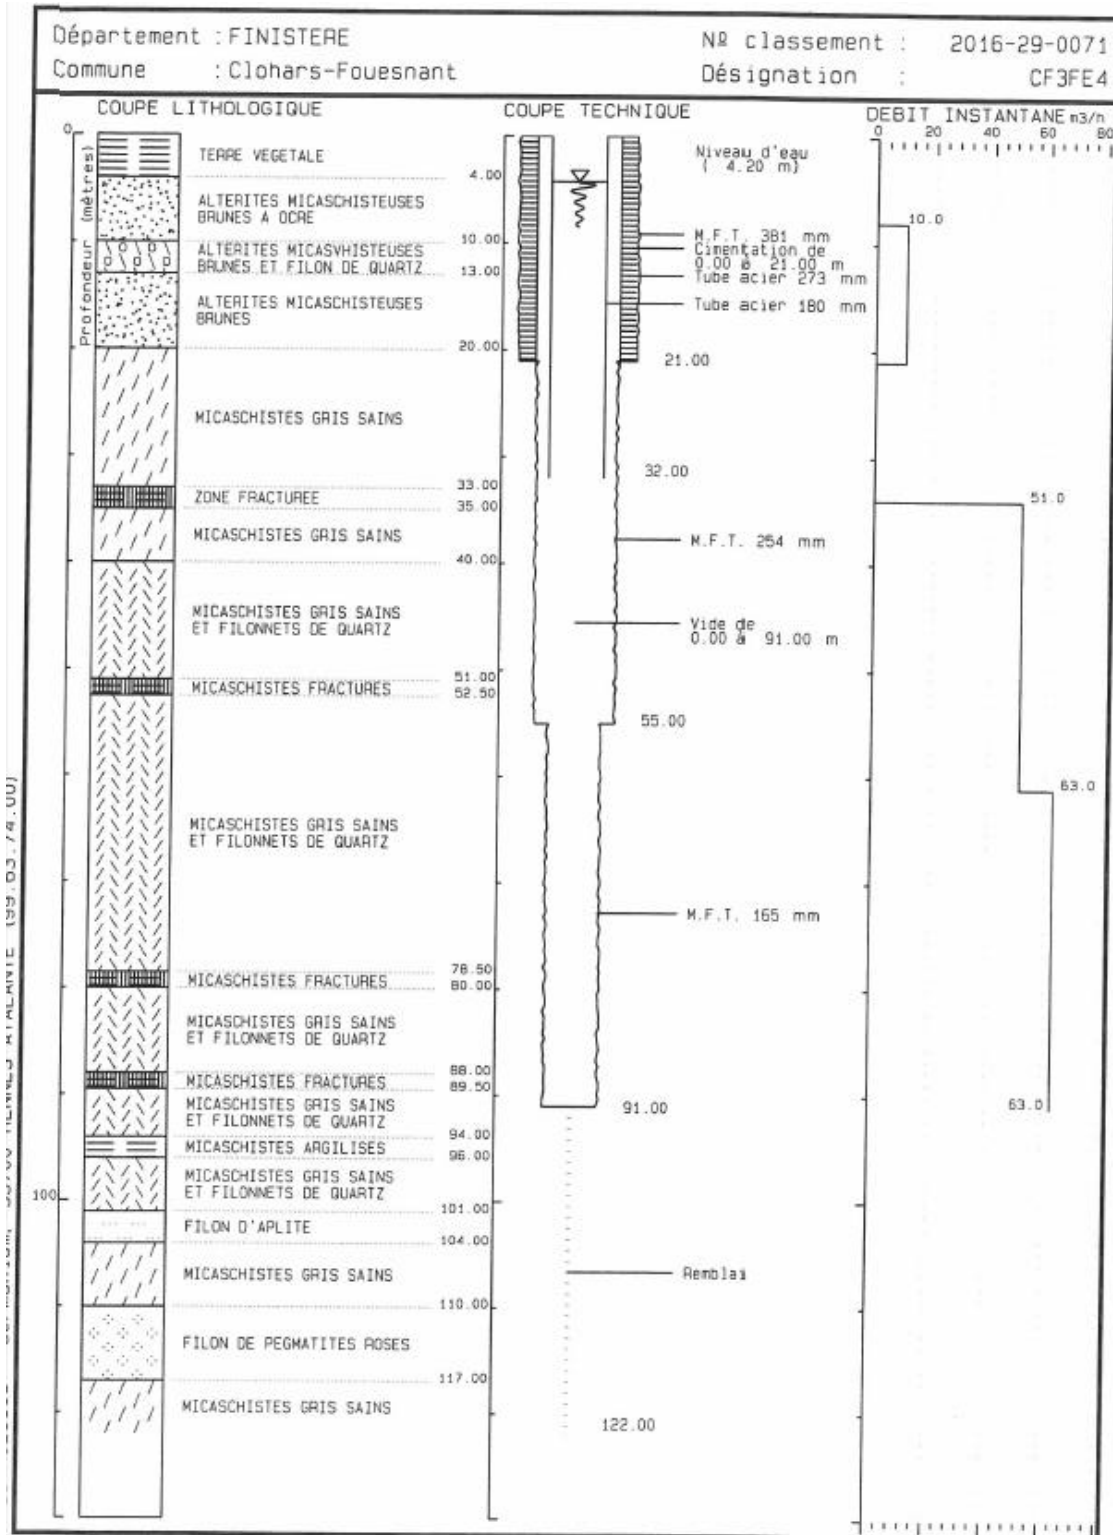 Département : FINISTERE
Commune : Clohars-Fouesnant
Nº classement : 2016-29-0071
Désignation : CF3FE4
COUPE LITHOLOGIQUE
Profondeur (mètres)
0
TERRE VEGETALE
4.00
ALTERITES MICASCHISTEUSES
BRUNES A OCRE
10.00
ALTERITES MICASVHISTEUSES
BRUNES ET FILON DE QUARTZ
13.00
ALTERITES MICASCHISTEUSES
BRUNES
20.00
MICASCHISTES GRIS SAINS
33.00
ZONE FRACTUREE
35.00
MICASCHISTES GRIS SAINS
40.00
MICASCHISTES GRIS SAINS
ET FILONNETS DE QUARTZ
51.00
MICASCHISTES FRACTURES
52.50
MICASCHISTES GRIS SAINS
ET FILONNETS DE QUARTZ
78.50
MICASCHISTES FRACTURES
80.00
MICASCHISTES GRIS SAINS
ET FILONNETS DE QUARTZ
88.00
MICASCHISTES FRACTURES
89.50
MICASCHISTES GRIS SAINS
ET FILONNETS DE QUARTZ
94.00
MICASCHISTES ARGILISES
96.00
100
MICASCHISTES GRIS SAINS
ET FILONNETS DE QUARTZ
101.00
FILON D'APLITE
104.00
MICASCHISTES GRIS SAINS
110.00
FILON DE PEGMATITES ROSES
117.00
MICASCHISTES GRIS SAINS
COUPE TECHNIQUE
Niveau d'eau
( 4.20 m)
M.F.T. 381 mm
Cimentation de
0.00 à 21.00 m
Tube acier 273 mm
Tube acier 180 mm
21.00
32.00
M.F.T. 254 mm
Vide de
0.00 à 91.00 m
55.00
M.F.T. 165 mm
91.00
Remblai
122.00
DEBIT INSTANTANE m3/h
0 20 40 60 80
10.0
51.0
63.0
63.0